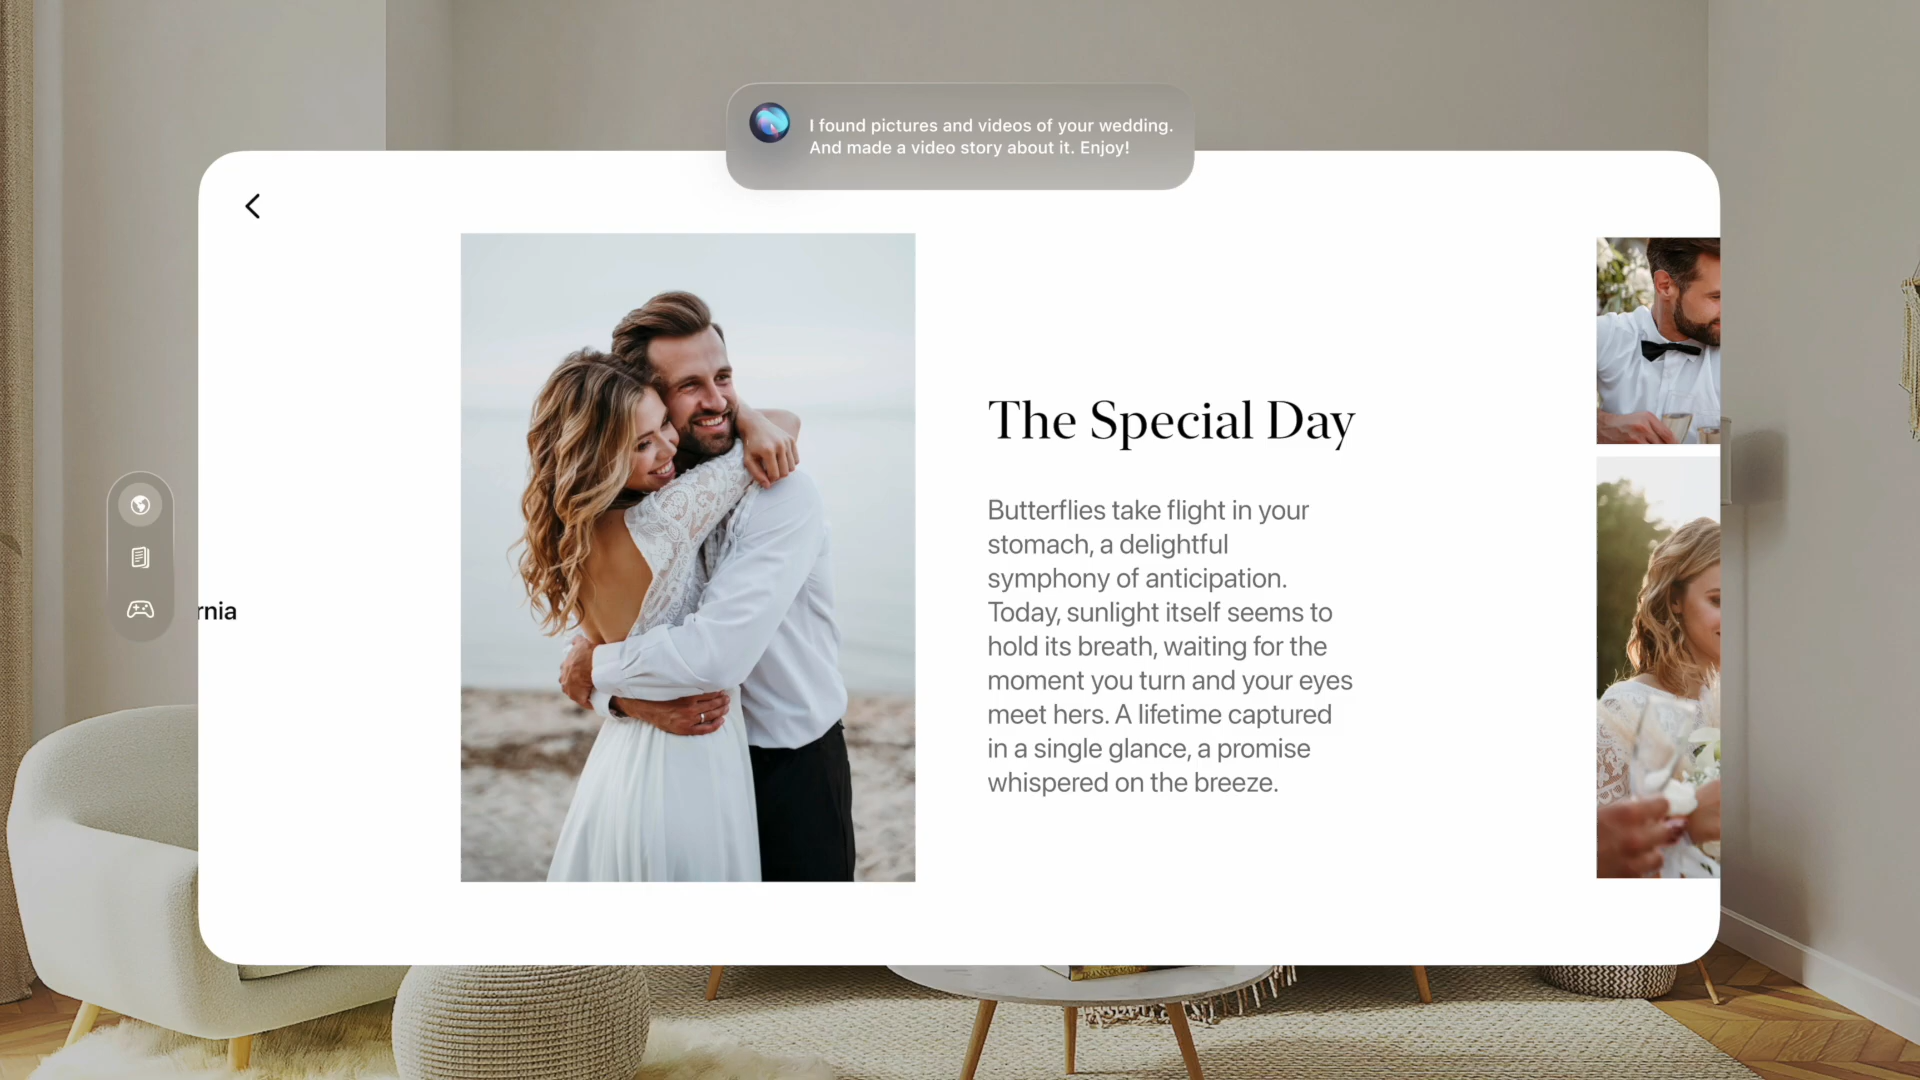 I found pictures and videos of your wedding.
And made a video story about it. Enjoy!
The Special Day
Butterflies take flight in your
stomach, a delightful
symphony of anticipation.
Today, sunlight itself seems to
hold its breath, waiting for the
moment you turn and your eyes
meet hers. A lifetime captured
in a single glance, a promise
whispered on the breeze.
rnia